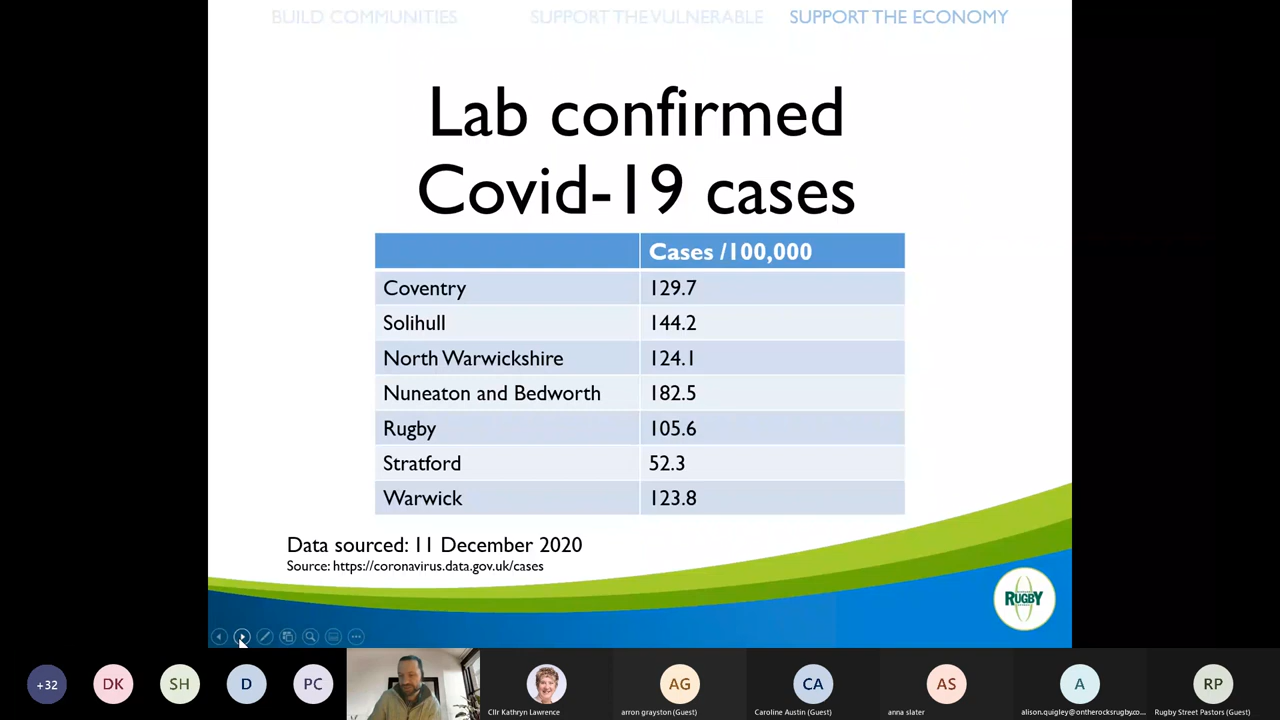 BUILD COMMUNITIES SUPPORT THE VULNERABLE SUPPORT THE ECONOMY
Lab confirmed
Covid-19 cases
Cases /100,000
Coventry 129.7
Solihull 144.2
North Warwickshire 124.1
Nuneaton and Bedworth 182.5
Rugby 105.6
Stratford 52.3
Warwick 123.8
Data sourced: 11 December 2020
Source: https://coronavirus.data.gov.uk/cases
RUGBY
+32 DK SH D PC AG CA AS A RP
Cllr Kathryn Lawrence arron grayston (Guest) Caroline Austin (Guest) anna slater alison.quigley@ontherocksrugby.co... Rugby Street Pastors (Guest)